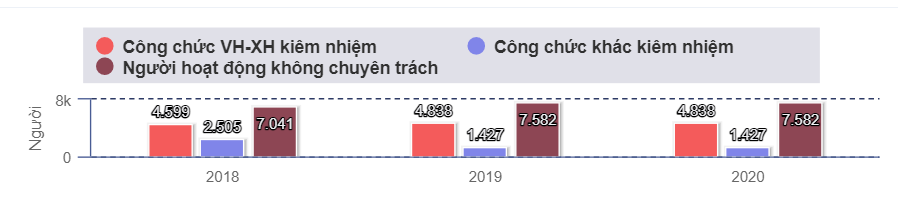 Công chức VH-XH kiêm nhiệm
Công chức khác kiêm nhiệm
Người hoạt động không chuyên trách
Người
8k
0
4.599
2.505
7.041
4.838
1.427
7.582
4.838
1.427
7.582
2018
2019
2020